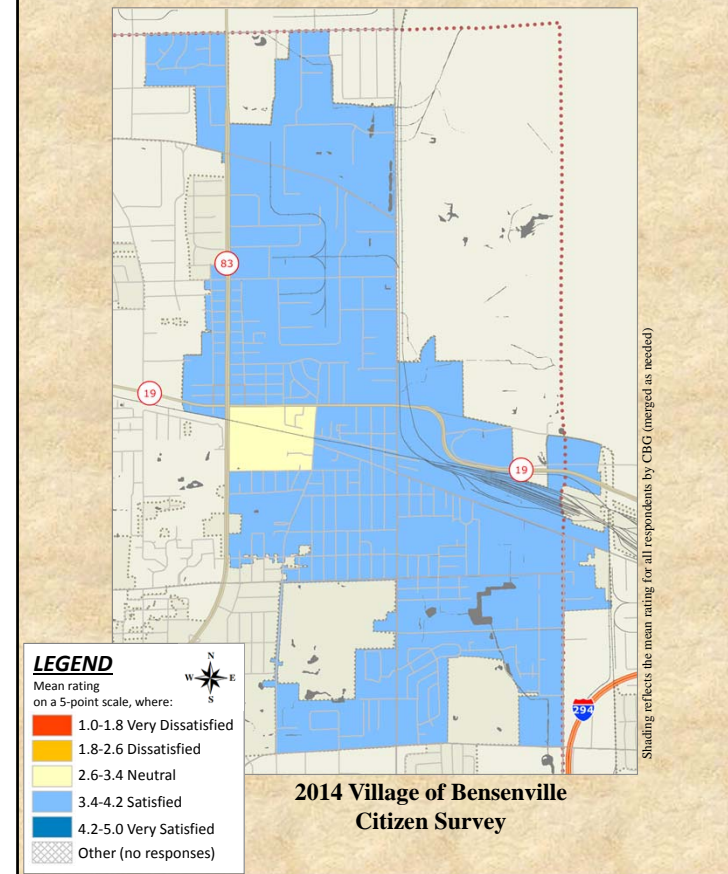 83
19
19
294
Shading reflects the mean rating for all respondents by CBG (merged as needed)
LEGEND
Mean rating
on a 5-point scale, where:
N
W E
S
1.0-1.8 Very Dissatisfied
1.8-2.6 Dissatisfied
2.6-3.4 Neutral
3.4-4.2 Satisfied
4.2-5.0 Very Satisfied
Other (no responses)
2014 Village of Bensenville
Citizen Survey